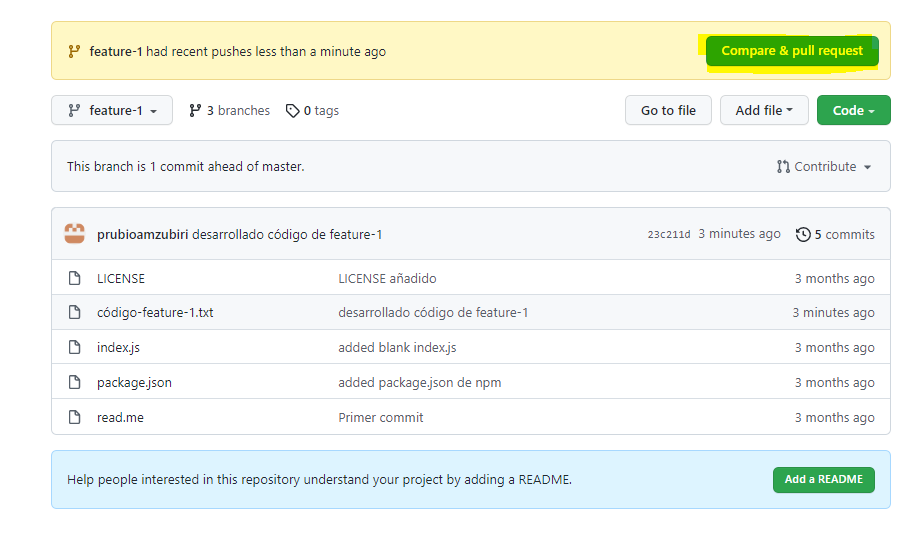 feature-1 had recent pushes less than a minute ago Compare & pull request
feature-1 3 branches 0 tags Go to file Add file Code
This branch is 1 commit ahead of master. Contribute
prubioamzubiri desarrollado código de feature-1 23c211d 3 minutes ago 5 commits
LICENSE LICENSE añadido 3 months ago
código-feature-1.txt desarrollado código de feature-1 3 minutes ago
index.js added blank index.js 3 months ago
package.json added package.json de npm 3 months ago
read.me Primer commit 3 months ago
Help people interested in this repository understand your project by adding a README. Add a README